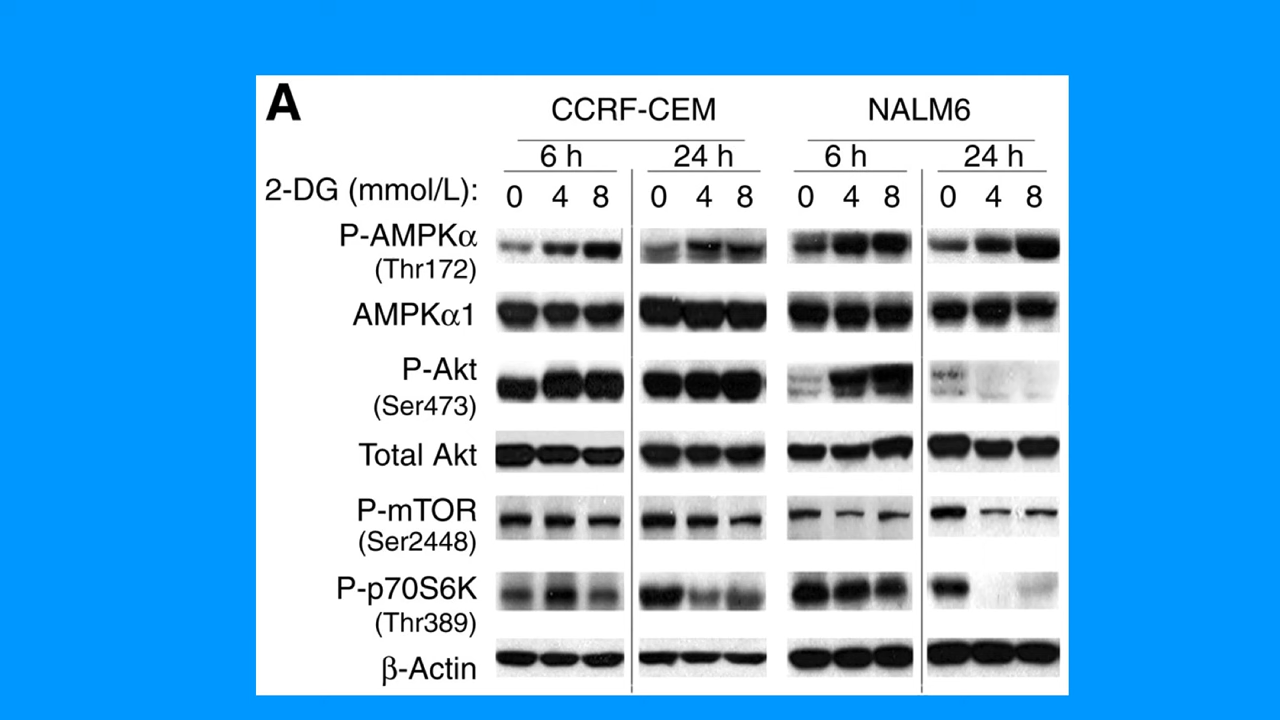 A
CCRF-CEM NALM6
6 h 24 h 6 h 24 h
2-DG (mmol/L): 0 4 8 0 4 8 0 4 8 0 4 8
P-AMPKα
(Thr172)
AMPKα1
P-Akt
(Ser473)
Total Akt
P-mTOR
(Ser2448)
P-p70S6K
(Thr389)
β-Actin